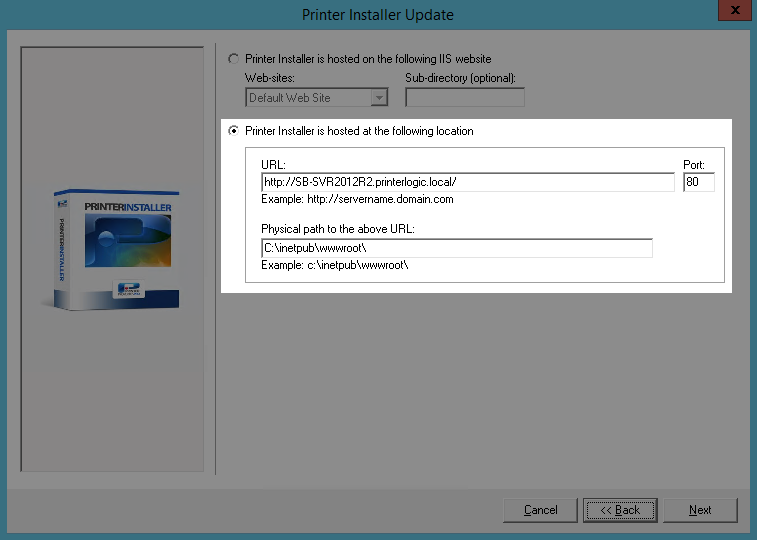 Printer Installer Update
x
Printer Installer is hosted on the following IIS website
Web-sites: Sub-directory (optional):
Default Web Site
Printer Installer is hosted at the following location
URL: Port:
http://SB-SVR2012R2.printerlogic.local/ 80
Example: http://servername.domain.com
Physical path to the above URL:
C:\inetpub\wwwroot\
Example: c:\inetpub\wwwroot\
PRINTERINSTALLER
PRINTERINSTALLER
Cancel << Back Next